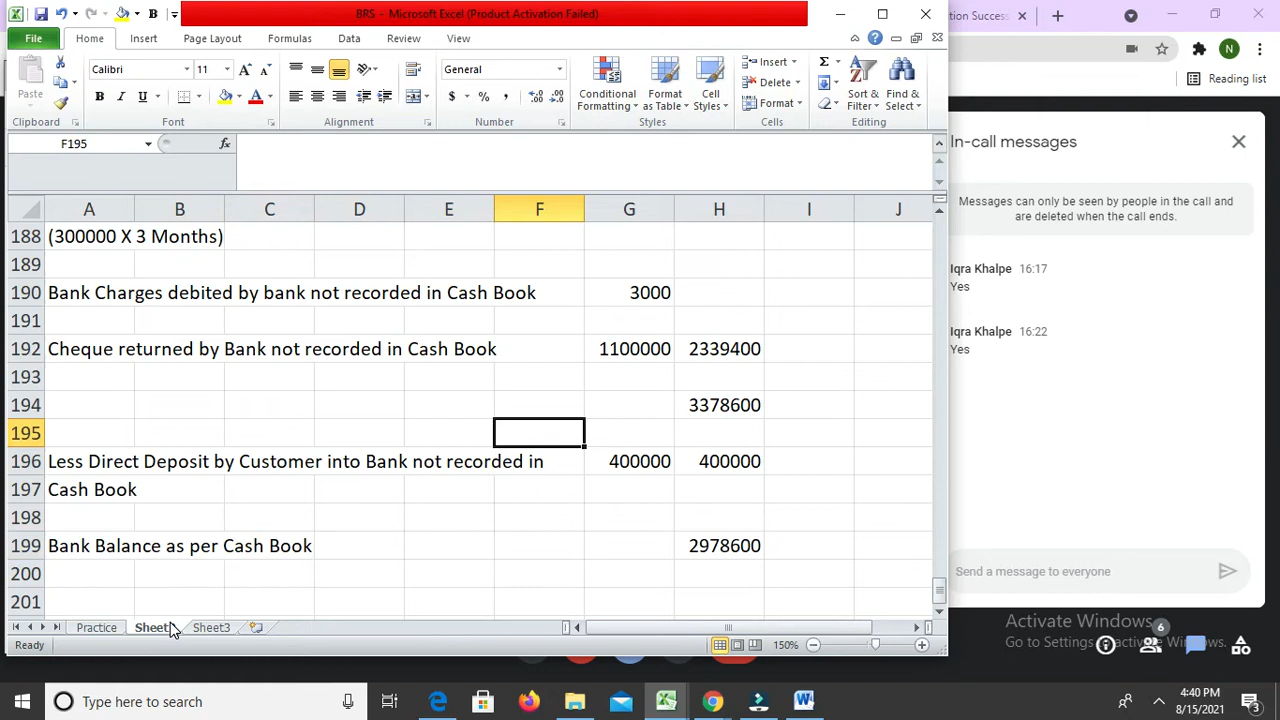 BRS - Microsoft Excel (Product Activation Failed)
tion Success
File Home Insert Page Layout Formulas Data Review View
N
Reading list
Paste
Calibri 11
General
Conditional Formatting
Format as Table
Cell Styles
Insert
Delete
Format
Sort & Filter
Find & Select
Clipboard Font Alignment Number Styles Cells Editing
F195 fx
A B C D E F G H I J
188 (300000 X 3 Months)
189
190 Bank Charges debited by bank not recorded in Cash Book 3000
191
192 Cheque returned by Bank not recorded in Cash Book 1100000 2339400
193
194 3378600
195
196 Less Direct Deposit by Customer into Bank not recorded in 400000 400000
197 Cash Book
198
199 Bank Balance as per Cash Book 2978600
200
201
Practice Sheet Sheet3
Ready 150%
In-call messages
Messages can only be seen by people in the call and
are deleted when the call ends.
Iqra Khalpe 16:17
Yes
Iqra Khalpe 16:22
Yes
Send a message to everyone
Activate Windows
Go to Settings to activate Windows.
6
Type here to search
4:40 PM
8/15/2021
3